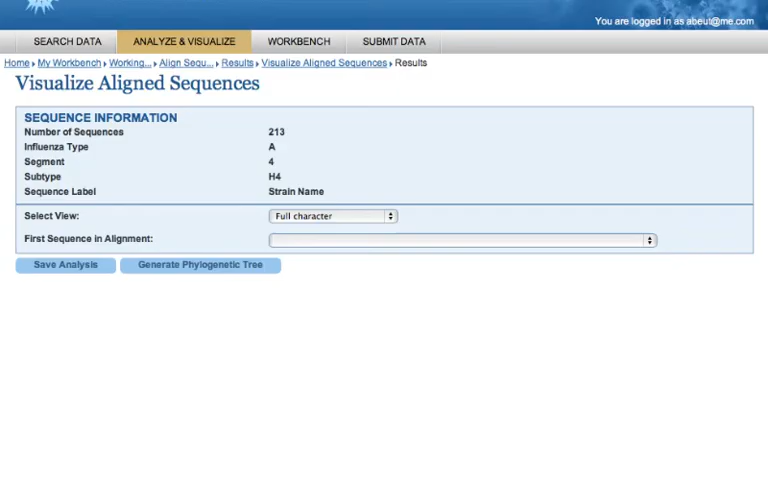 You are logged in as abeut@me.com
SEARCH DATA ANALYZE & VISUALIZE WORKBENCH SUBMIT DATA
Home My Workbench Working... Align Sequ... Results Visualize Aligned Sequences Results
Visualize Aligned Sequences
SEQUENCE INFORMATION
Number of Sequences 213
Influenza Type A
Segment 4
Subtype H4
Sequence Label Strain Name
Select View: Full character
First Sequence in Alignment:
Save Analysis Generate Phylogenetic Tree